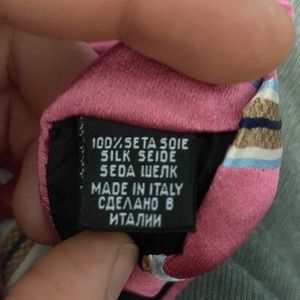 100% SETA SOIE
SILK SEIDE
SEDA ШЕЛК
MADE IN ITALY
СДЕЛАНО В
ИТАЛИИ